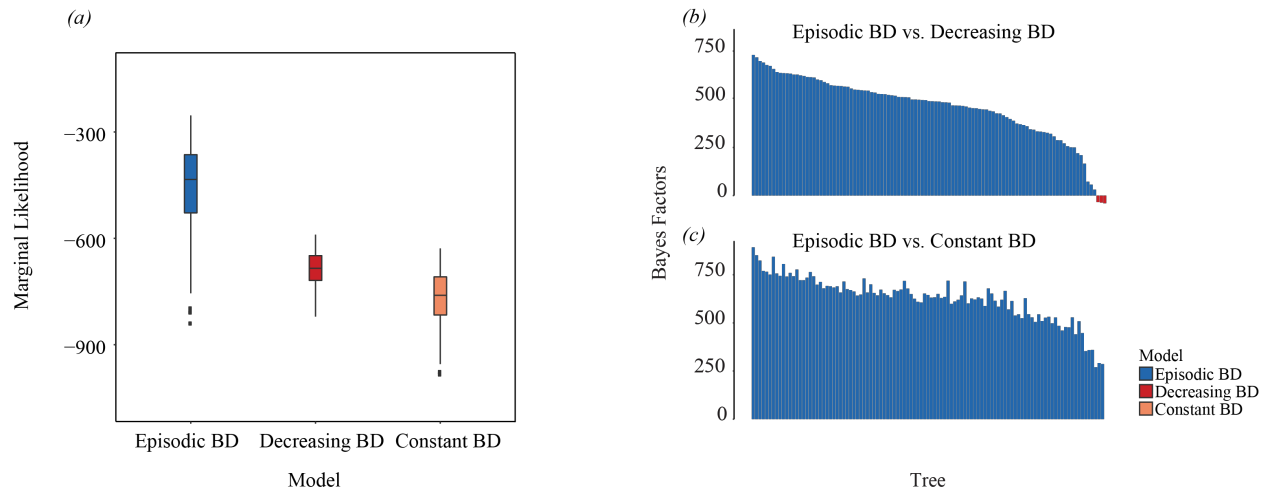 (a)
Marginal Likelihood
−300
−600
−900
Episodic BD
Decreasing BD
Constant BD
Model
(b)
Episodic BD vs. Decreasing BD
Bayes Factors
750
500
250
0
(c)
Episodic BD vs. Constant BD
750
500
250
0
Tree
Model
Episodic BD
Decreasing BD
Constant BD